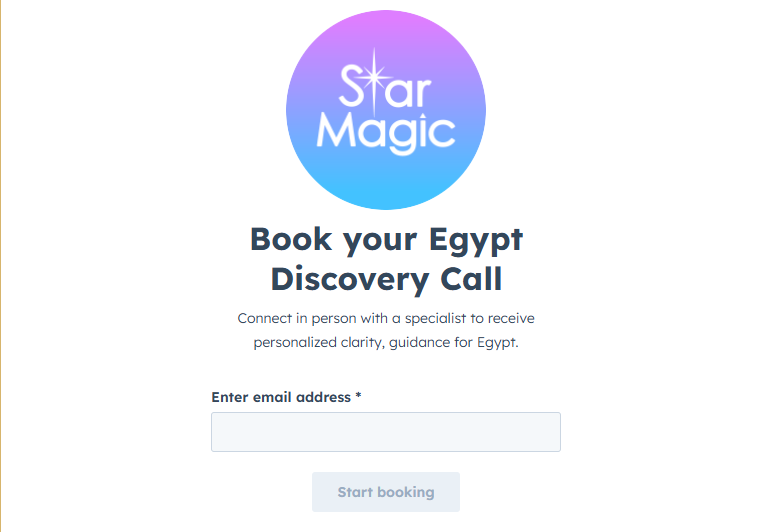 Star
Magic
Book your Egypt
Discovery Call
Connect in person with a specialist to receive
personalized clarity, guidance for Egypt.
Enter email address *
Start booking